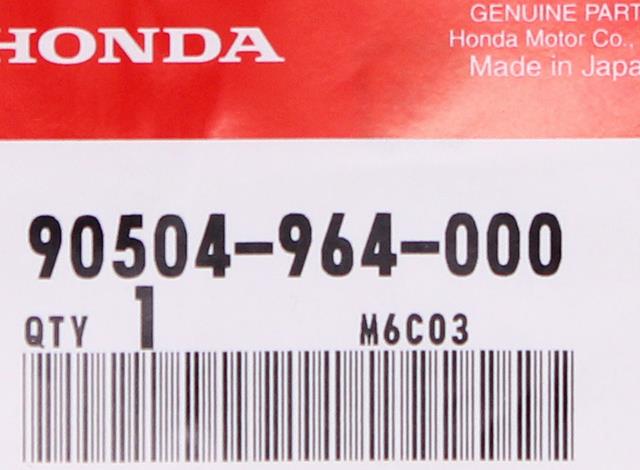 HONDA
GENUINE PART
Honda Motor Co.,
Made in Japa
90504-964-000
QTY 1 M6C03